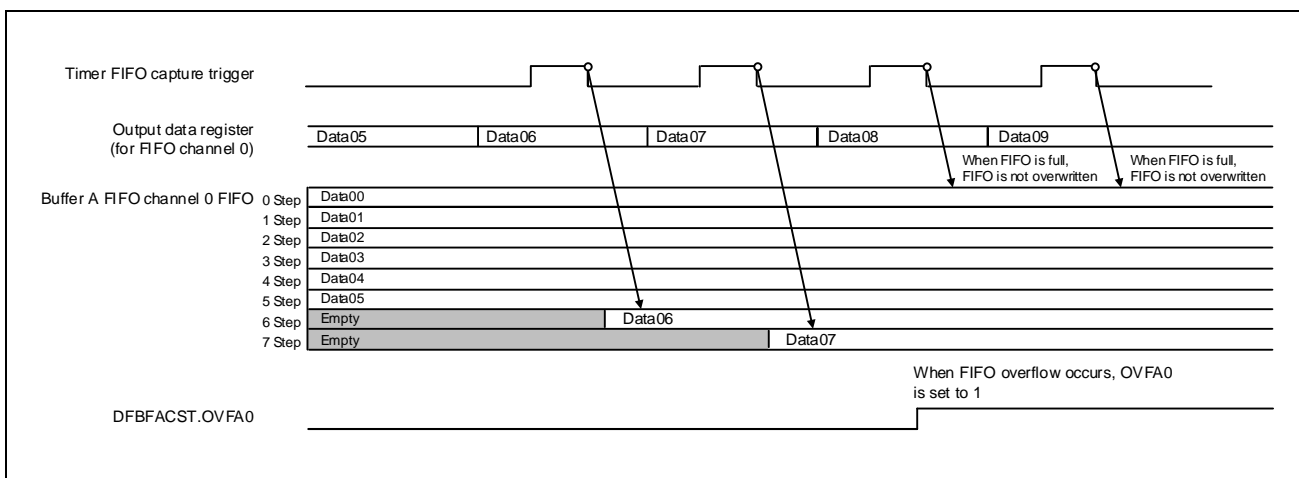 Timer FIFO capture trigger
Output data register
(for FIFO channel 0)
Data05 Data06 Data07 Data08 Data09
When FIFO is full,
FIFO is not overwritten
When FIFO is full,
FIFO is not overwritten
Buffer A FIFO channel 0 FIFO 0 Step Data00
1 Step Data01
2 Step Data02
3 Step Data03
4 Step Data04
5 Step Data05
6 Step Empty Data06
7 Step Empty Data07
When FIFO overflow occurs, OVFA0
is set to 1
DFBFACST.OVFA0